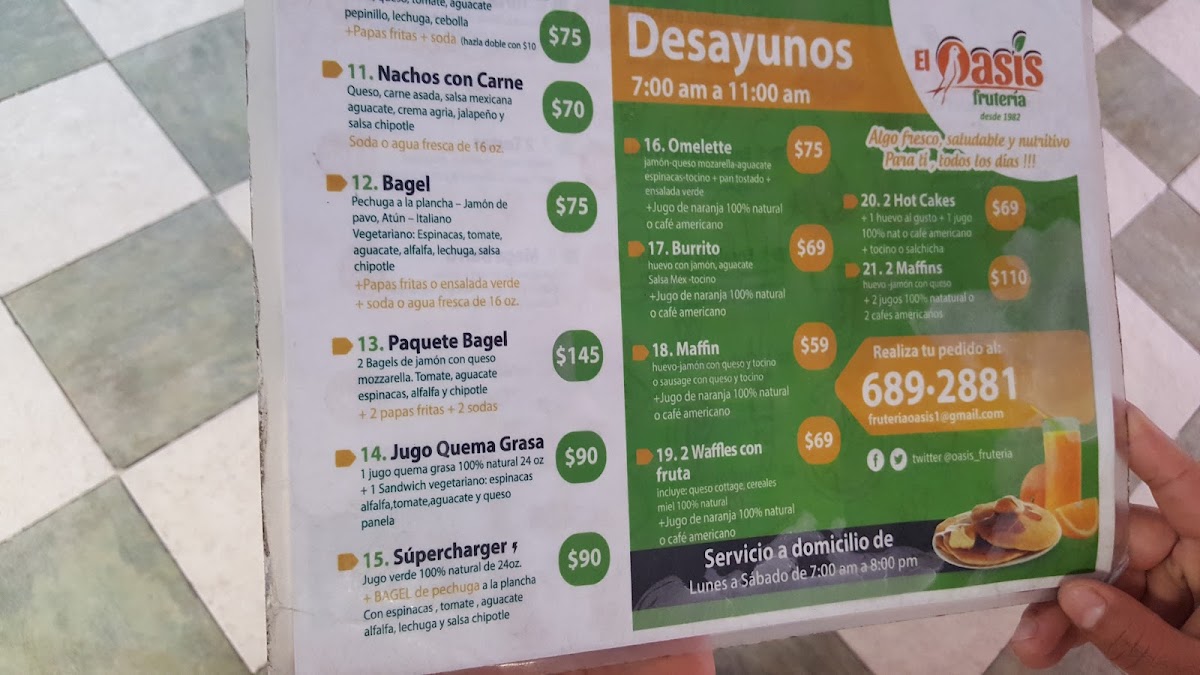 queso, tomate, aguacate
pepinillo, lechuga, cebolla
+Papas fritas + soda (hazla doble con $10
$75
11. Nachos con Carne
Queso, carne asada, salsa mexicana
aguacate, crema agria, jalapeño y
salsa chipotle
Soda o agua fresca de 16 oz.
$70
12. Bagel
Pechuga a la plancha – Jamón de
pavo, Atún – Italiano
Vegetariano: Espinacas, tomate,
aguacate, alfalfa, lechuga, salsa
chipotle
+Papas fritas o ensalada verde
+ soda o agua fresca de 16 oz.
$75
13. Paquete Bagel
2 Bagels de jamón con queso
mozzarella. Tomate, aguacate
espinacas, alfalfa y chipotle
+ 2 papas fritas + 2 sodas
$145
14. Jugo Quema Grasa
1 jugo quema grasa 100% natural 24 oz
+ 1 Sandwich vegetariano: espinacas
alfalfa,tomate,aguacate y queso
panela
$90
15. Súpercharger
Jugo verde 100% natural de 24oz.
+ BAGEL de pechuga a la plancha
Con espinacas , tomate , aguacate
alfalfa, lechuga y salsa chipotle
$90
Desayunos
7:00 am a 11:00 am
16. Omelette
jamón-queso mozarella-aguacate
espinacas-tocino + pan tostado +
ensalada verde
+Jugo de naranja 100% natural
o café americano
$75
17. Burrito
huevo con jamón, aguacate
Salsa Mex -tocino
+Jugo de naranja 100% natural
o café americano
$69
18. Maffin
huevo-jamón con queso y tocino
o sausage con queso y tocino
+Jugo de naranja 100% natural
o café americano
$59
19. 2 Waffles con
fruta
incluye: queso cottage, cereales
miel 100% natural
+Jugo de naranja 100% natural
o café americano
$69
El Oasis
frutería
desde 1982
Algo fresco, saludable y nutritivo
Para ti , todos los días !!!
20. 2 Hot Cakes
+ 1 huevo al gusto + 1 jugo
100% nat o café americano
+ tocino o salchicha
$69
21. 2 Maffins
huevo -jamón con queso
+ 2 jugos 100% natatural o
2 cafes americanos
$110
Realiza tu pedido al:
689·2881
fruteriaoasis1@gmail.com
twitter @oasis_fruteria
Servicio a domicilio de
Lunes a Sábado de 7:00 am a 8:00 pm